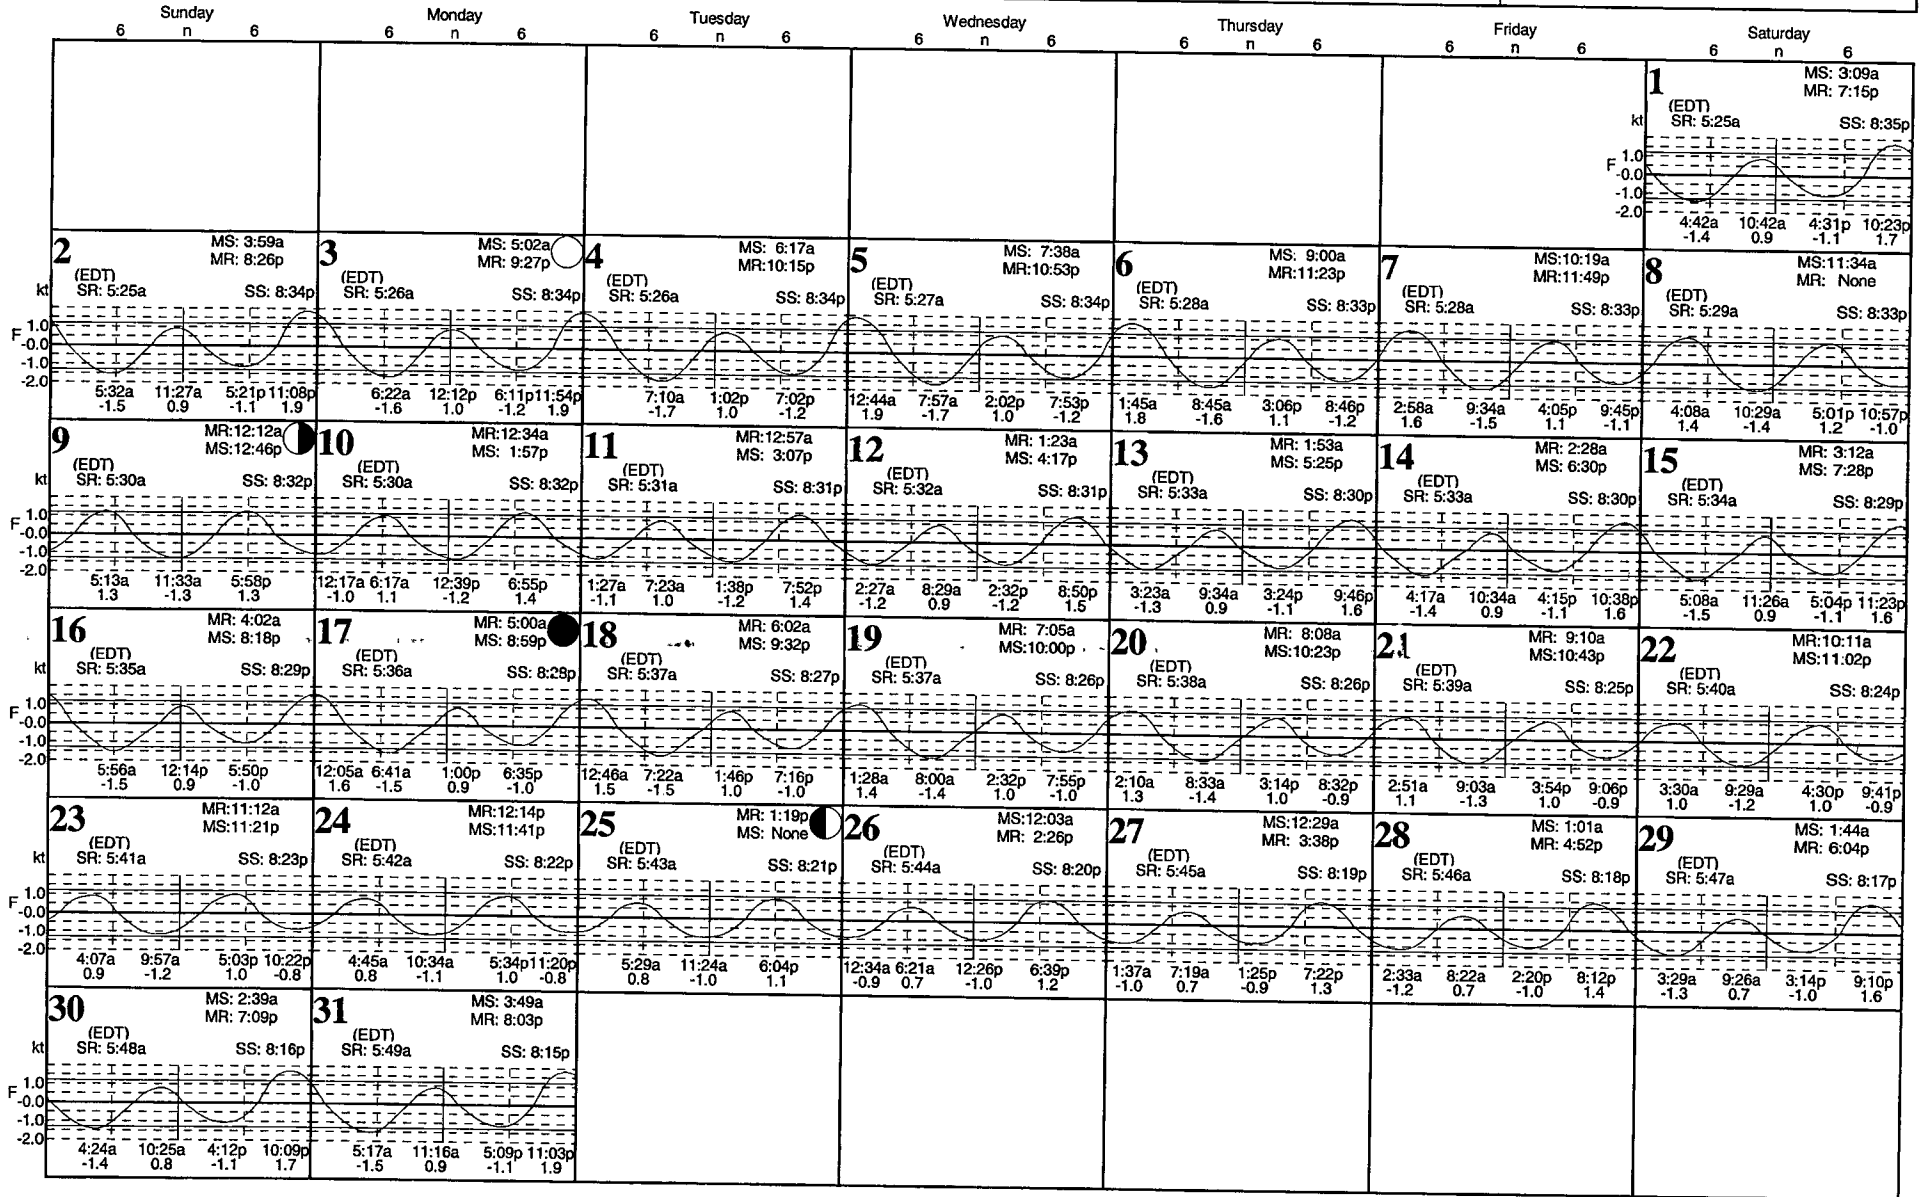 Sunday Monday Tuesday Wednesday Thursday Friday Saturday
6 n 6 6 n 6 6 n 6 6 n 6 6 n 6 6 n 6 6 n 6
1 MS: 3:09a
MR: 7:15p
(EDT)
kt SR: 5:25a SS: 8:35p
F 1.0
-0.0
-1.0
-2.0
4:42a 10:42a 4:31p 10:23p
-1.4 0.9 -1.1 1.7
2 MS: 3:59a
MR: 8:26p
(EDT)
kt SR: 5:25a SS: 8:34p
F 1.0
-0.0
-1.0
-2.0
5:32a 11:27a 5:21p 11:08p
-1.5 0.9 -1.1 1.9
3 MS: 5:02a
MR: 9:27p
(EDT)
SR: 5:26a SS: 8:34p
6:22a 12:12p 6:11p 11:54p
-1.6 1.0 -1.2 1.9
4 MS: 6:17a
MR:10:15p
(EDT)
SR: 5:26a SS: 8:34p
7:10a 1:02p 7:02p
-1.7 1.0 -1.2
5 MS: 7:38a
MR:10:53p
(EDT)
SR: 5:27a SS: 8:34p
12:44a 7:57a 2:02p 7:53p
1.9 -1.7 1.0 -1.2
6 MS: 9:00a
MR:11:23p
(EDT)
SR: 5:28a SS: 8:33p
1:45a 8:45a 3:06p 8:46p
1.8 -1.6 1.1 -1.2
7 MS:10:19a
MR:11:49p
(EDT)
SR: 5:28a SS: 8:33p
2:58a 9:34a 4:05p 9:45p
1.6 -1.5 1.1 -1.1
8 MS:11:34a
MR: None
(EDT)
SR: 5:29a SS: 8:33p
4:08a 10:29a 5:01p 10:57p
1.4 -1.4 1.2 -1.0
9 MR:12:12a
MS:12:46p
(EDT)
kt SR: 5:30a SS: 8:32p
F 1.0
-0.0
-1.0
-2.0
5:13a 11:33a 5:58p
1.3 -1.3 1.3
10 MR:12:34a
MS: 1:57p
(EDT)
SR: 5:30a SS: 8:32p
12:17a 6:17a 12:39p 6:55p
-1.0 1.1 -1.2 1.4
11 MR:12:57a
MS: 3:07p
(EDT)
SR: 5:31a SS: 8:31p
1:27a 7:23a 1:38p 7:52p
-1.1 1.0 -1.2 1.4
12 MR: 1:23a
MS: 4:17p
(EDT)
SR: 5:32a SS: 8:31p
2:27a 8:29a 2:32p 8:50p
-1.2 0.9 -1.2 1.5
13 MR: 1:53a
MS: 5:25p
(EDT)
SR: 5:33a SS: 8:30p
3:23a 9:34a 3:24p 9:46p
-1.3 0.9 -1.1 1.6
14 MR: 2:28a
MS: 6:30p
(EDT)
SR: 5:33a SS: 8:30p
4:17a 10:34a 4:15p 10:38p
-1.4 0.9 -1.1 1.6
15 MR: 3:12a
MS: 7:28p
(EDT)
SR: 5:34a SS: 8:29p
5:08a 11:26a 5:04p 11:23p
-1.5 0.9 -1.1 1.6
16 MR: 4:02a
MS: 8:18p
(EDT)
kt SR: 5:35a SS: 8:29p
F 1.0
-0.0
-1.0
-2.0
5:56a 12:14p 5:50p
-1.5 0.9 -1.0
17 MR: 5:00a
MS: 8:59p
(EDT)
SR: 5:36a SS: 8:28p
12:05a 6:41a 1:00p 6:35p
1.6 -1.5 0.9 -1.0
18 MR: 6:02a
MS: 9:32p
(EDT)
SR: 5:37a SS: 8:27p
12:46a 7:22a 1:46p 7:16p
1.5 -1.5 1.0 -1.0
19 MR: 7:05a
MS:10:00p
(EDT)
SR: 5:37a SS: 8:26p
1:28a 8:00a 2:32p 7:55p
1.4 -1.4 1.0 -1.0
20 MR: 8:08a
MS:10:23p
(EDT)
SR: 5:38a SS: 8:26p
2:10a 8:33a 3:14p 8:32p
1.3 -1.4 1.0 -0.9
21 MR: 9:10a
MS:10:43p
(EDT)
SR: 5:39a SS: 8:25p
2:51a 9:03a 3:54p 9:06p
1.1 -1.3 1.0 -0.9
22 MR:10:11a
MS:11:02p
(EDT)
SR: 5:40a SS: 8:24p
3:30a 9:29a 4:30p 9:41p
1.0 -1.2 1.0 -0.9
23 MR:11:12a
MS:11:21p
(EDT)
kt SR: 5:41a SS: 8:23p
F 1.0
-0.0
-1.0
-2.0
4:07a 9:57a 5:03p 10:22p
0.9 -1.2 1.0 -0.8
24 MR:12:14p
MS:11:41p
(EDT)
SR: 5:42a SS: 8:22p
4:45a 10:34a 5:34p 11:20p
0.8 -1.1 1.0 -0.8
25 MR: 1:19p
MS: None
(EDT)
SR: 5:43a SS: 8:21p
5:29a 11:24a 6:04p
0.8 -1.0 1.1
26 MS:12:03a
MR: 2:26p
(EDT)
SR: 5:44a SS: 8:20p
12:34a 6:21a 12:26p 6:39p
-0.9 0.7 -1.0 1.2
27 MS:12:29a
MR: 3:38p
(EDT)
SR: 5:45a SS: 8:19p
1:37a 7:19a 1:25p 7:22p
-1.0 0.7 -0.9 1.3
28 MS: 1:01a
MR: 4:52p
(EDT)
SR: 5:46a SS: 8:18p
2:33a 8:22a 2:20p 8:12p
-1.2 0.7 -1.0 1.4
29 MS: 1:44a
MR: 6:04p
(EDT)
SR: 5:47a SS: 8:17p
3:29a 9:26a 3:14p 9:10p
-1.3 0.7 -1.0 1.6
30 MS: 2:39a
MR: 7:09p
(EDT)
kt SR: 5:48a SS: 8:16p
F 1.0
-0.0
-1.0
-2.0
4:24a 10:25a 4:12p 10:09p
-1.4 0.8 -1.1 1.7
31 MS: 3:49a
MR: 8:03p
(EDT)
SR: 5:49a SS: 8:15p
5:17a 11:16a 5:09p 11:03p
-1.5 0.9 -1.1 1.9